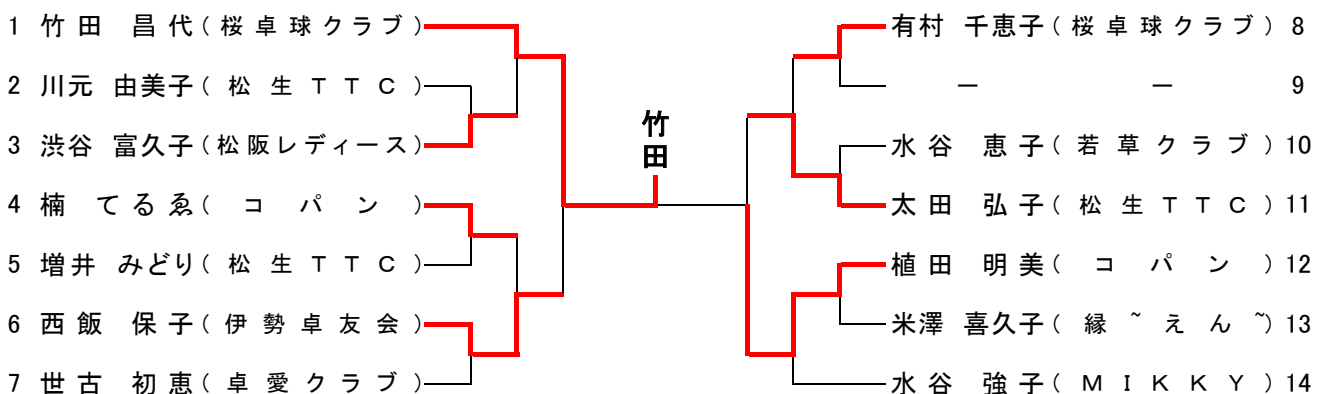 1 竹田 昌代(桜卓球クラブ)
2 川元 由美子(松生TTC)
3 渋谷 富久子(松阪レディース)
4 楠 てるゑ(コパン)
5 増井 みどり(松生TTC)
6 西飯 保子(伊勢卓友会)
7 世古 初恵(卓愛クラブ)
竹田
有村 千恵子(桜卓球クラブ) 8
― ― 9
水谷 恵子(若草クラブ) 10
太田 弘子(松生TTC) 11
植田 明美(コパン) 12
米澤 喜久子(縁~えん~) 13
水谷 強子(MIKKY) 14